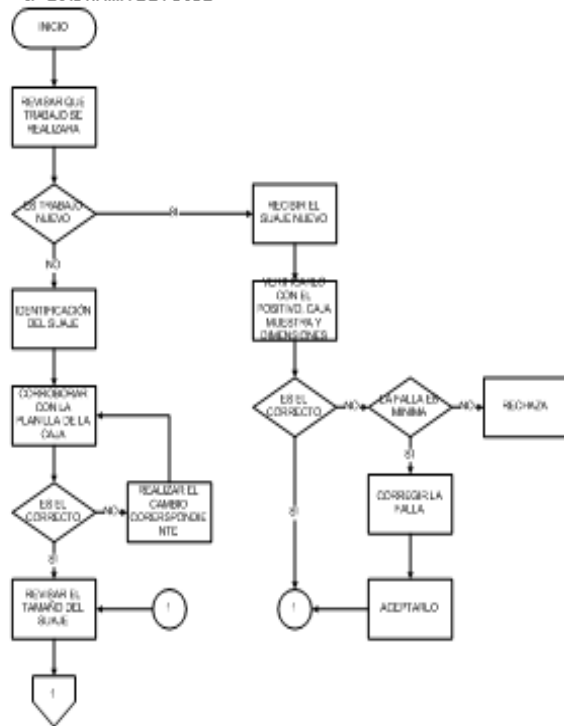 INICIO
REVISAR QUE
TRABAJO SE
REALIZARA
ES TRABAJO
NUEVO
SI
RECIBIR EL
SUAJE NUEVO
NO
IDENTIFICACIÓN
DEL SUAJE
VERIFICARLO
CON EL
POSITIVO, CAJA
MUESTRA Y
DIMENSIONES
CORROBORAR
CON LA
PLANILLA DE LA
CAJA
ES EL
CORRECTO
NO
LA FALLA ES
MINIMA
NO
RECHAZA
SI
CORREGIR LA
FALLA
ES EL
CORRECTO
NO
REALIZAR EL
CAMBIO
CORERSPONDIE
NTE
SI
SI
REVISAR EL
TAMAÑO DEL
SUAJE
1
1
ACEPTARLO
1